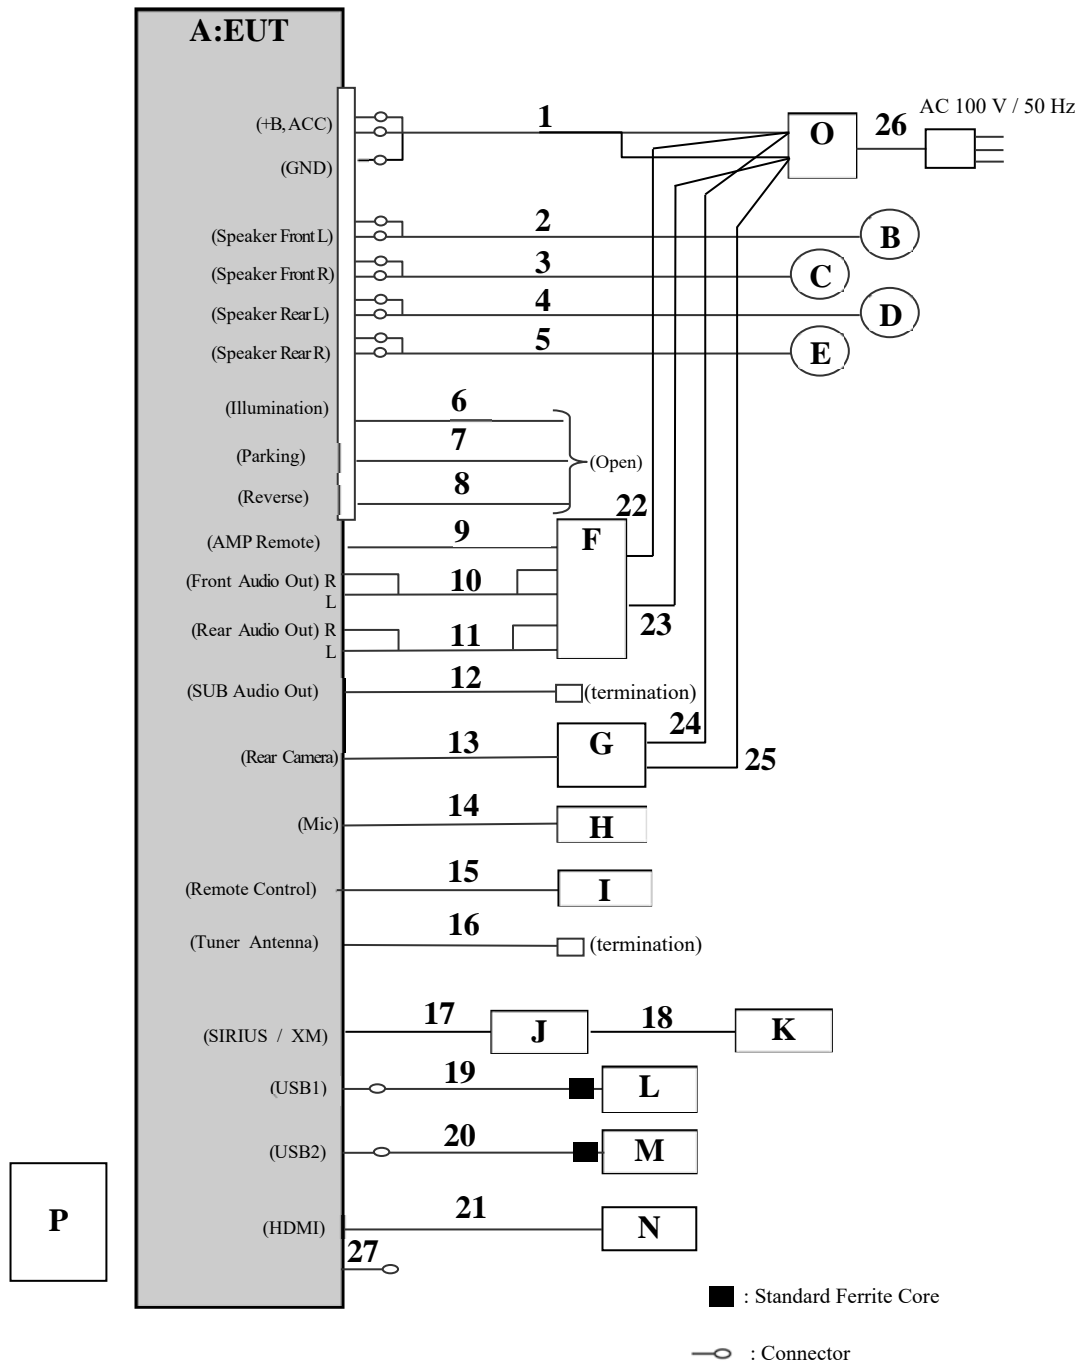 A:EUT
AC 100 V / 50 Hz
(+B, ACC)
1
O
26
(GND)
(Speaker Front L)
2
B
(Speaker Front R)
3
C
(Speaker Rear L)
4
D
(Speaker Rear R)
5
E
(Illumination)
6
(Parking)
7
(Open)
(Reverse)
8
22
(AMP Remote)
9
F
(Front Audio Out) R
L
10
23
(Rear Audio Out) R
L
11
(SUB Audio Out)
12
(termination)
24
(Rear Camera)
13
G
25
(Mic)
14
H
(Remote Control)
15
I
(Tuner Antenna)
16
(termination)
(SIRIUS / XM)
17
J
18
K
(USB1)
19
L
(USB2)
20
M
P
(HDMI)
21
N
27
: Standard Ferrite Core
: Connector